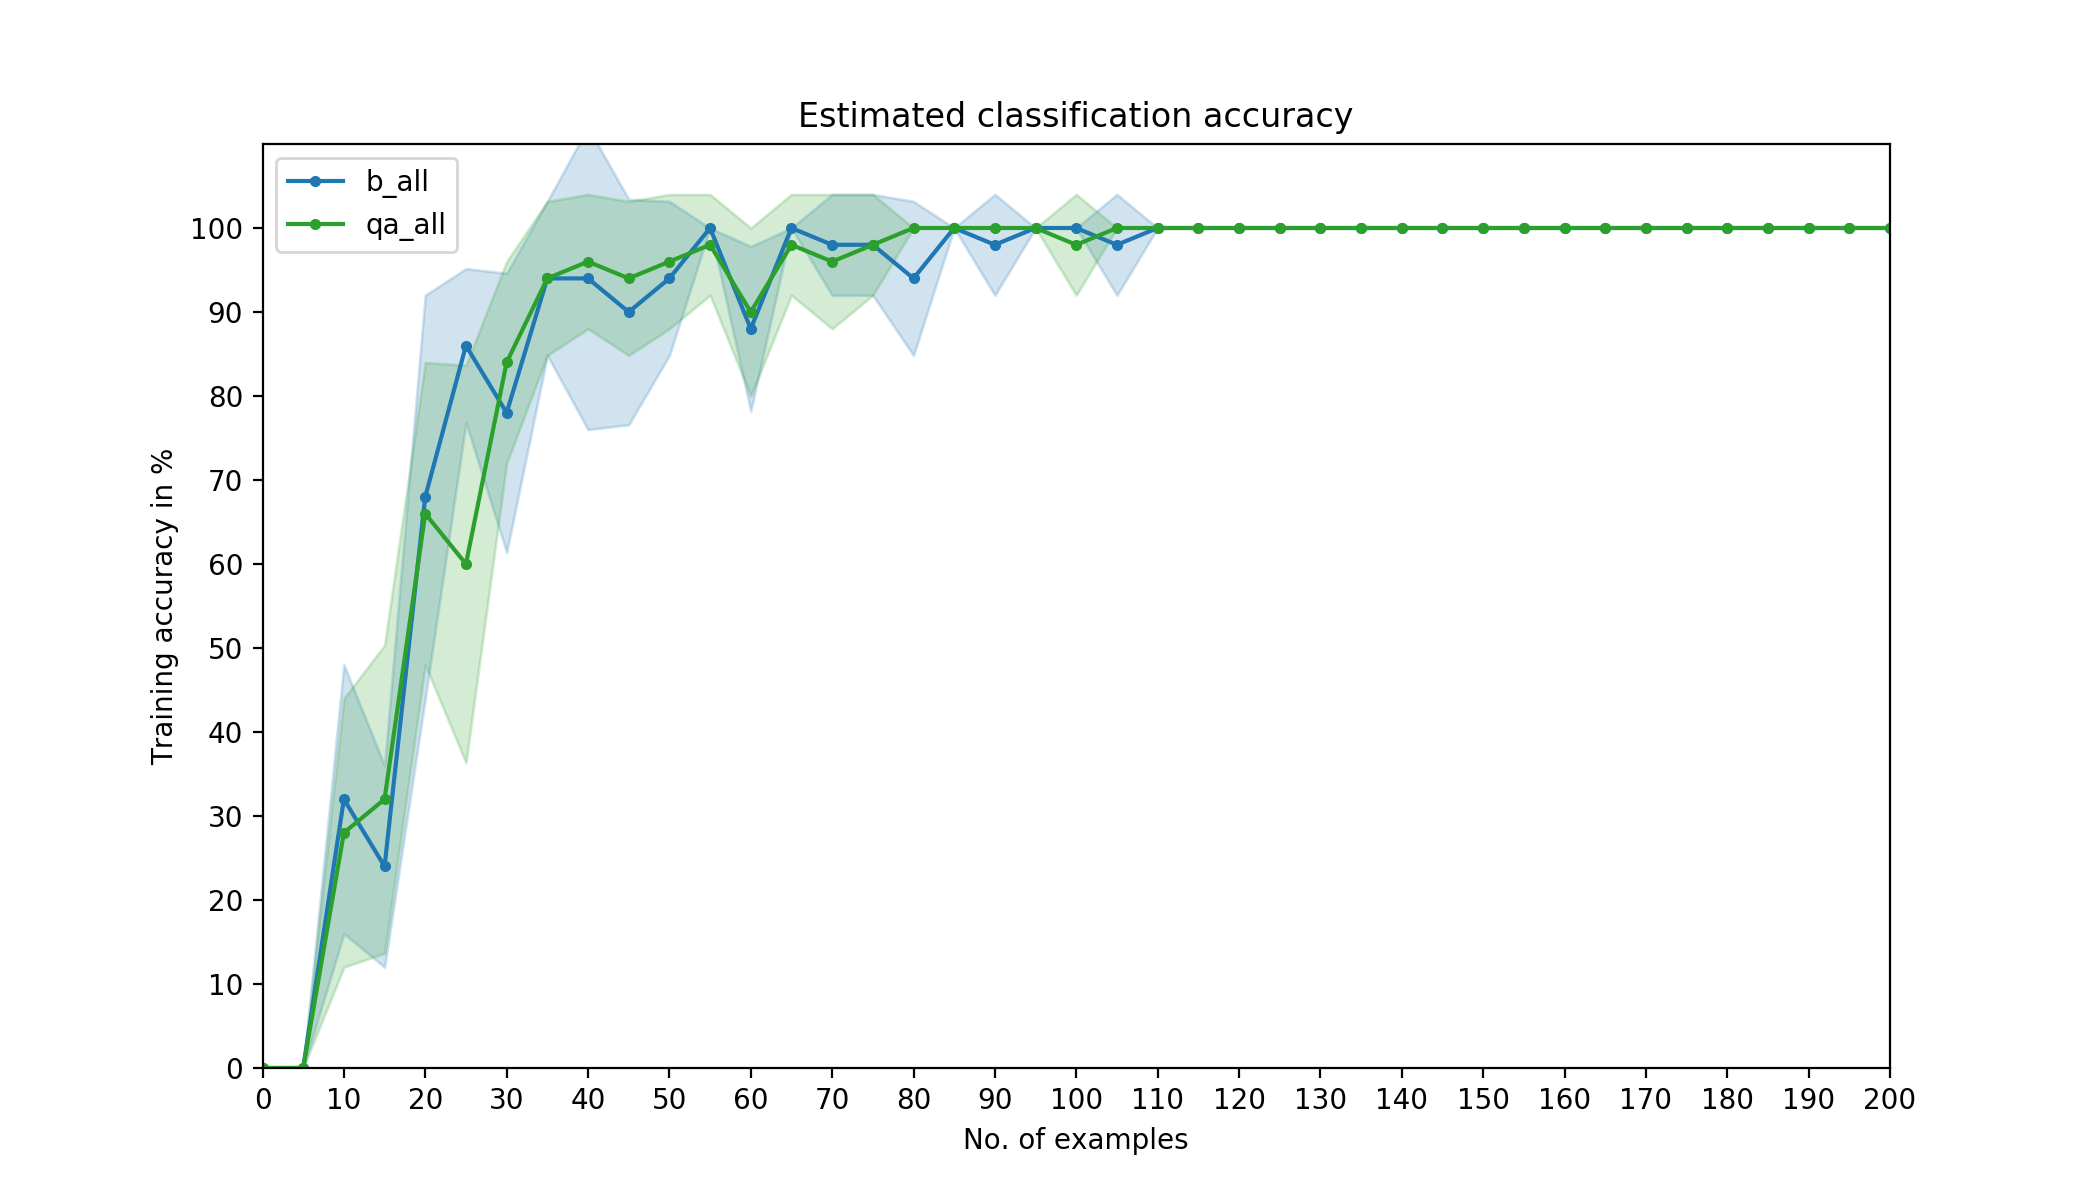 Estimated classification accuracy
b_all
qa_all
100
90
80
70
60
50
40
30
20
10
0
Training accuracy in %
0 10 20 30 40 50 60 70 80 90 100 110 120 130 140 150 160 170 180 190 200
No. of examples